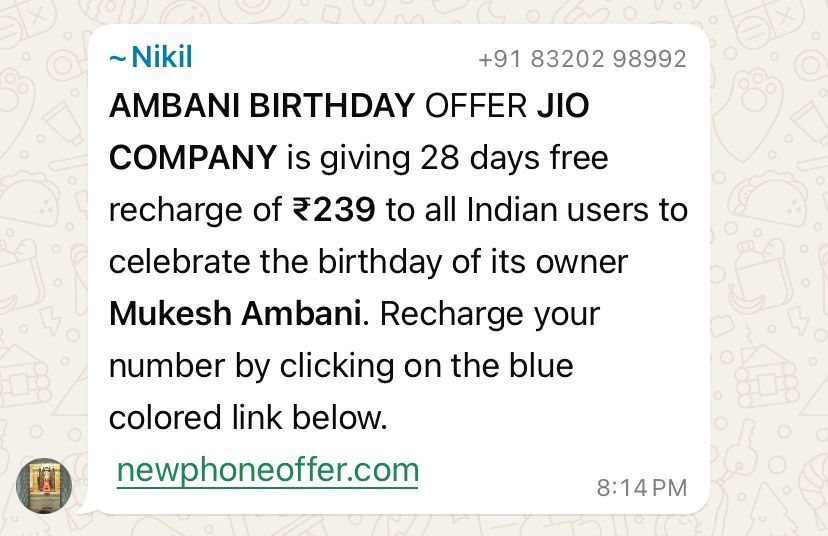 ~Nikil +91 83202 98992
AMBANI BIRTHDAY OFFER JIO
COMPANY is giving 28 days free
recharge of ₹239 to all Indian users to
celebrate the birthday of its owner
Mukesh Ambani. Recharge your
number by clicking on the blue
colored link below.
newphoneoffer.com
8:14 PM